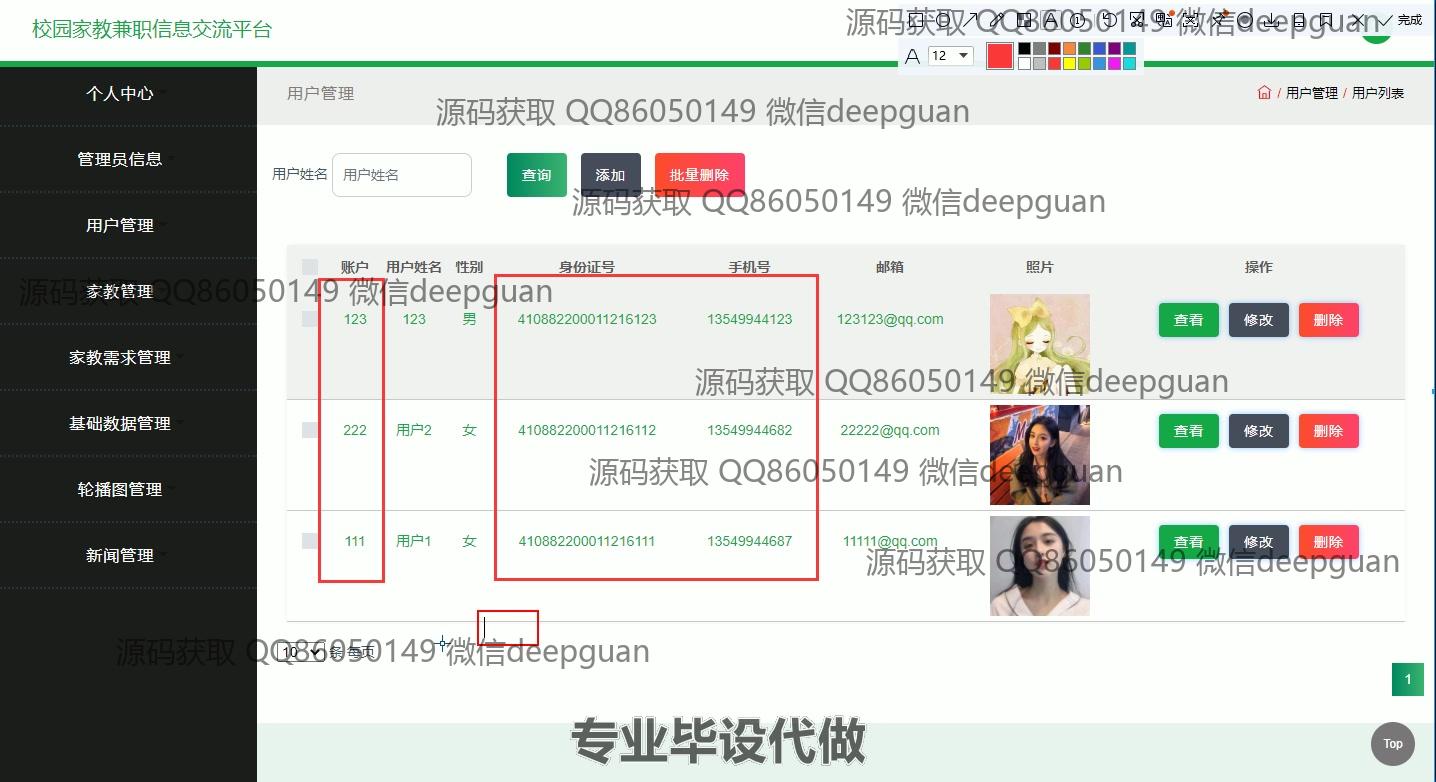 校园家教兼职信息交流平台
源码获取 QQ86050149 微信deepguan
完成
A 12
个人中心
管理员信息
用户管理
家教管理
家教需求管理
基础数据管理
轮播图管理
新闻管理
用户管理
/ 用户管理 / 用户列表
源码获取 QQ86050149 微信deepguan
用户姓名 用户姓名 查询 添加 批量删除
源码获取 QQ86050149 微信deepguan
账户 用户姓名 性别 身份证号 手机号 邮箱 照片 操作
源码获取 QQ86050149 微信deepguan
123 123 男 410882200011216123 13549944123 123123@qq.com 查看 修改 删除
源码获取 QQ86050149 微信deepguan
222 用户2 女 410882200011216112 13549944682 22222@qq.com 查看 修改 删除
源码获取 QQ86050149 微信deepguan
111 用户1 女 410882200011216111 13549944687 11111@qq.com 查看 修改 删除
源码获取 QQ86050149 微信deepguan
10 条 每页
源码获取 QQ86050149 微信deepguan
1
专业毕设代做
Top